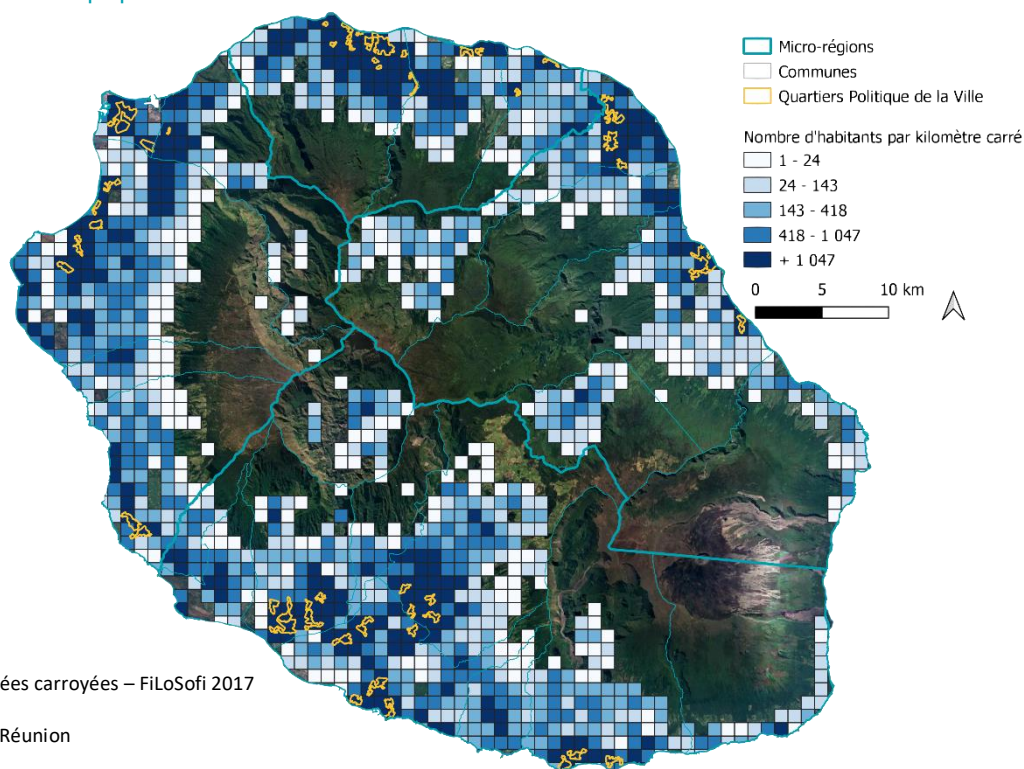 Micro-régions
Communes
Quartiers Politique de la Ville
Nombre d'habitants par kilomètre carré
1 - 24
24 - 143
143 - 418
418 - 1 047
+ 1 047
0 5 10 km
ées carroyées – FiLoSofi 2017
Réunion